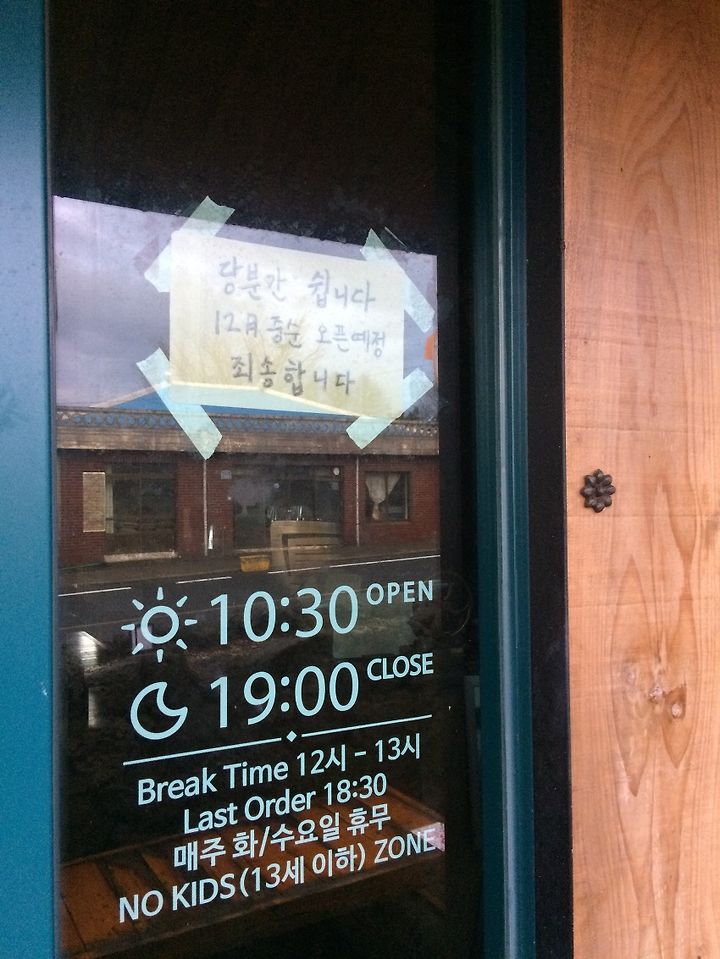 당분간 쉽니다
12月 중순 오픈예정
죄송합니다
10:30 OPEN
19:00 CLOSE
Break Time 12시 - 13시
Last Order 18:30
매주 화/수요일 휴무
NO KIDS(13세 이하) ZONE